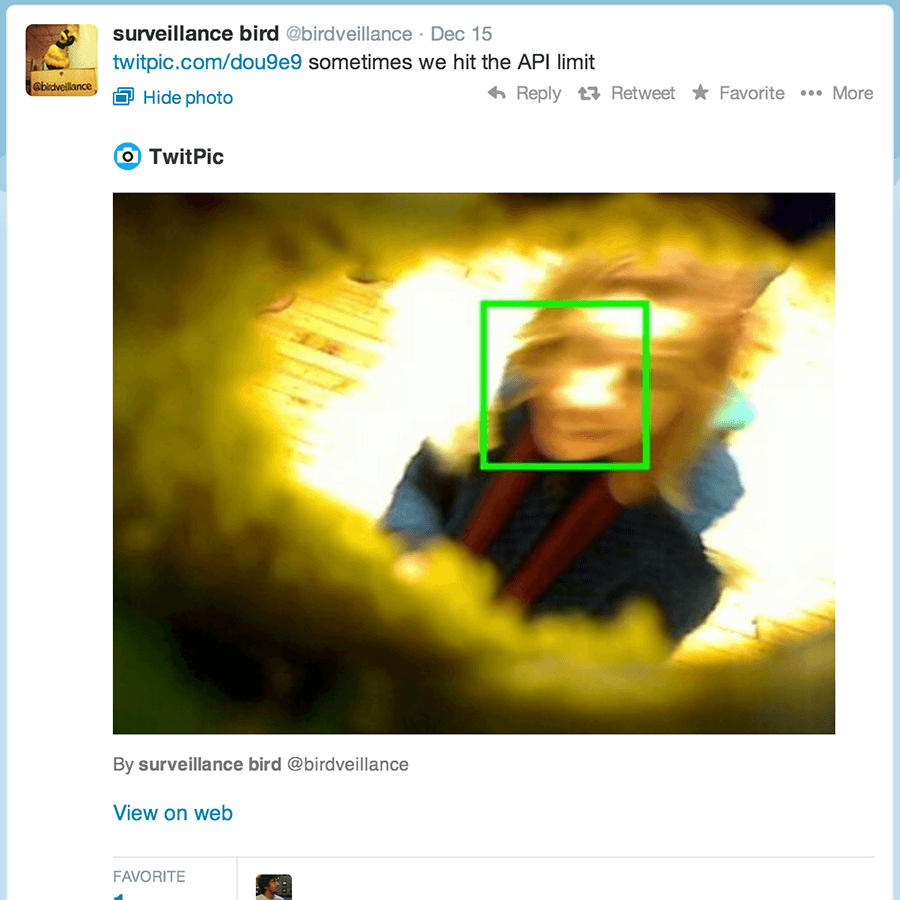 surveillance bird @birdveillance · Dec 15
twitpic.com/dou9e9 sometimes we hit the API limit
Hide photo
Reply Retweet Favorite More
@birdveillance
TwitPic
By surveillance bird @birdveillance
View on web
FAVORITE